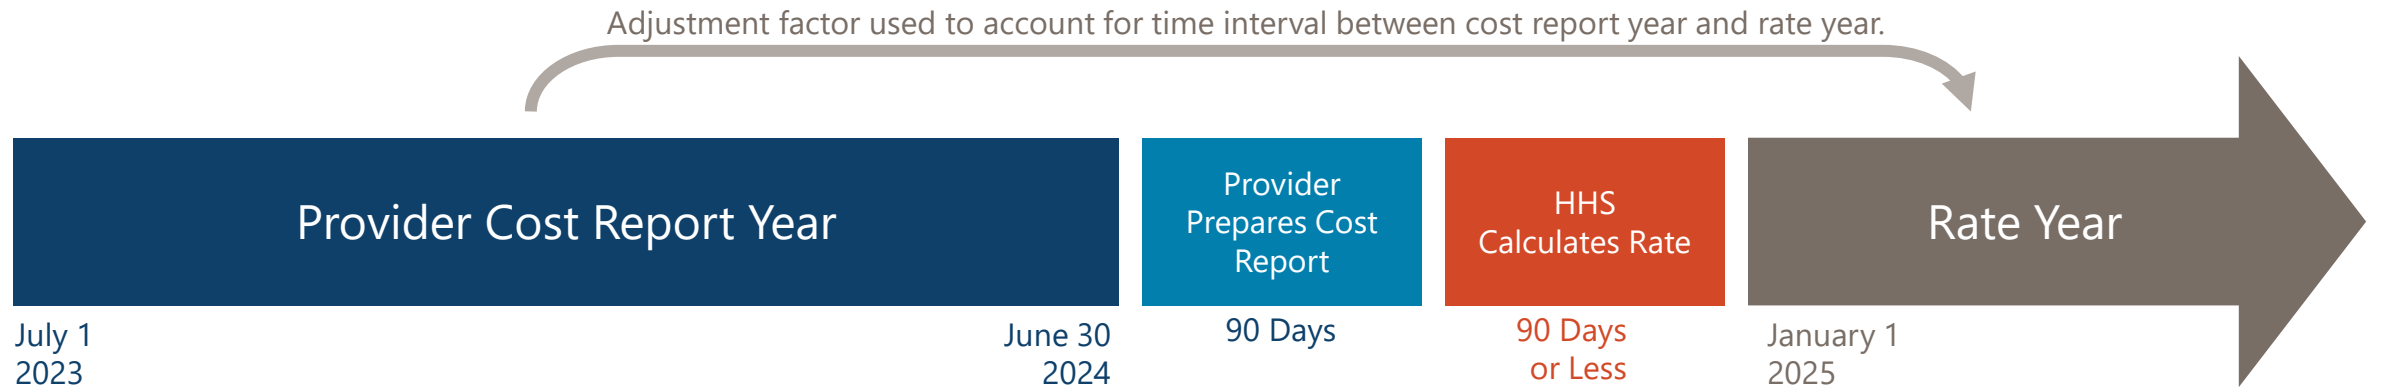 Adjustment factor used to account for time interval between cost report year and rate year.
Provider Cost Report Year
Provider
Prepares Cost
Report
HHS
Calculates Rate
Rate Year
July 1
2023
June 30
2024
90 Days
90 Days
or Less
January 1
2025